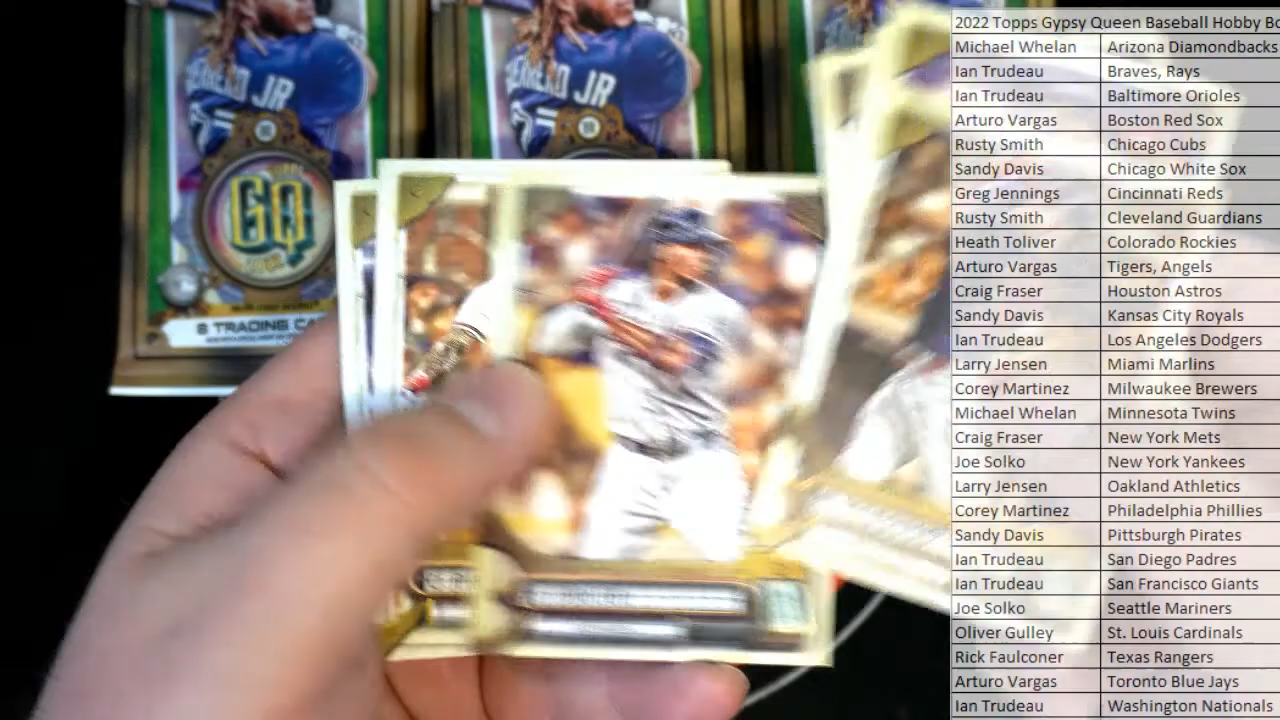 2022 Topps Gypsy Queen Baseball Hobby Bo
Michael Whelan Arizona Diamondbacks
Ian Trudeau Braves, Rays
Ian Trudeau Baltimore Orioles
Arturo Vargas Boston Red Sox
Rusty Smith Chicago Cubs
Sandy Davis Chicago White Sox
Greg Jennings Cincinnati Reds
Rusty Smith Cleveland Guardians
Heath Toliver Colorado Rockies
Arturo Vargas Tigers, Angels
Craig Fraser Houston Astros
Sandy Davis Kansas City Royals
Ian Trudeau Los Angeles Dodgers
Larry Jensen Miami Marlins
Corey Martinez Milwaukee Brewers
Michael Whelan Minnesota Twins
Craig Fraser New York Mets
Joe Solko New York Yankees
Larry Jensen Oakland Athletics
Corey Martinez Philadelphia Phillies
Sandy Davis Pittsburgh Pirates
Ian Trudeau San Diego Padres
Ian Trudeau San Francisco Giants
Joe Solko Seattle Mariners
Oliver Gulley St. Louis Cardinals
Rick Faulconer Texas Rangers
Arturo Vargas Toronto Blue Jays
Ian Trudeau Washington Nationals
JR
JR
GQ
8 TRADING CA